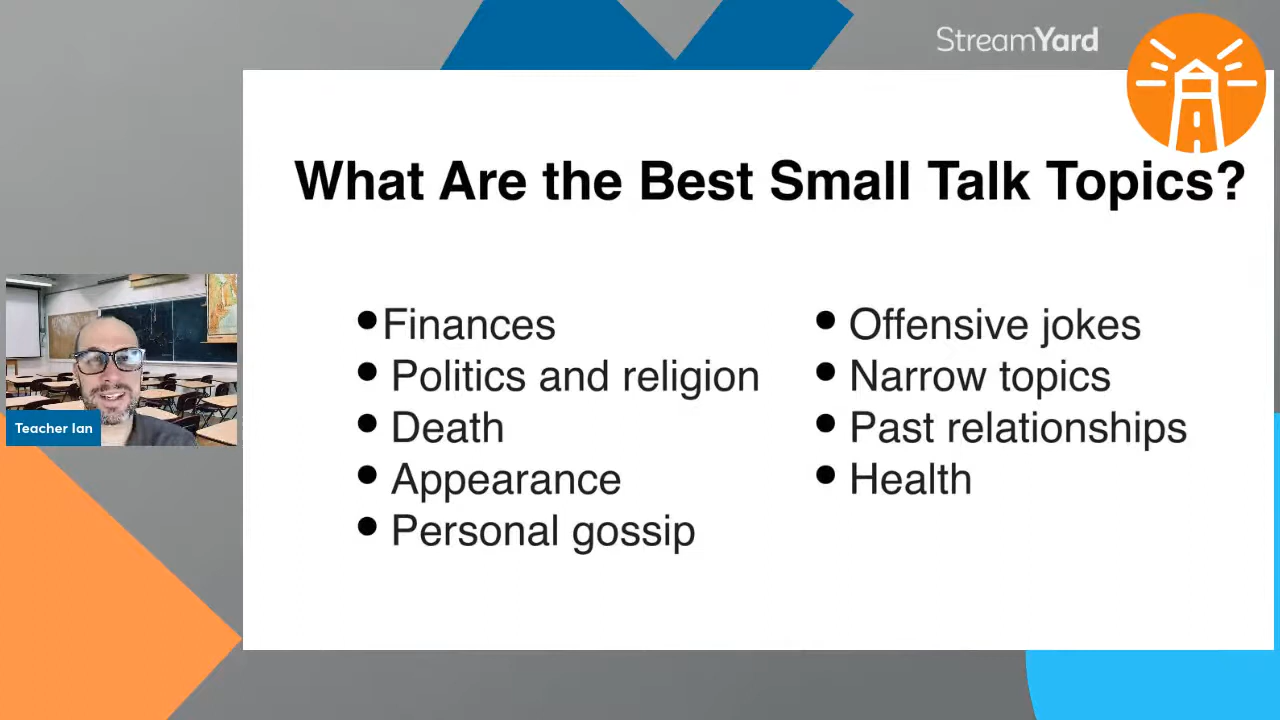 StreamYard
What Are the Best Small Talk Topics?
•Finances
• Politics and religion
• Death
• Appearance
• Personal gossip
• Offensive jokes
• Narrow topics
• Past relationships
• Health
Teacher Ian